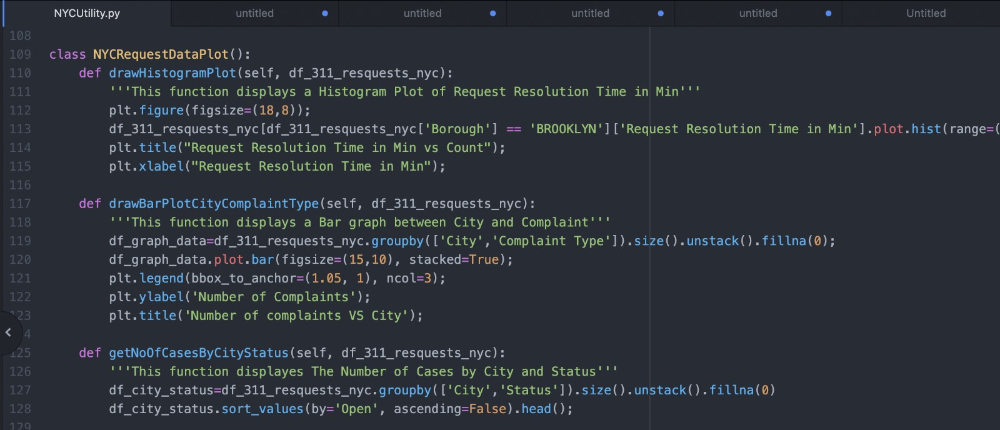 NYCUtility.py untitled untitled untitled untitled Untitled
108
109 class NYCRequestDataPlot():
110     def drawHistogramPlot(self, df_311_resquests_nyc):
111         '''This function displays a Histogram Plot of Request Resolution Time in Min'''
112         plt.figure(figsize=(18,8));
113         df_311_resquests_nyc[df_311_resquests_nyc['Borough'] == 'BROOKLYN']['Request Resolution Time in Min'].plot.hist(range=(
114         plt.title("Request Resolution Time in Min vs Count");
115         plt.xlabel("Request Resolution Time in Min");
116
117     def drawBarPlotCityComplaintType(self, df_311_resquests_nyc):
118         '''This function displays a Bar graph between City and Complaint'''
119         df_graph_data=df_311_resquests_nyc.groupby(['City','Complaint Type']).size().unstack().fillna(0);
120         df_graph_data.plot.bar(figsize=(15,10), stacked=True);
121         plt.legend(bbox_to_anchor=(1.05, 1), ncol=3);
122         plt.ylabel('Number of Complaints');
123         plt.title('Number of complaints VS City');
4
125     def getNoOfCasesByCityStatus(self, df_311_resquests_nyc):
126         '''This function displayes The Number of Cases by City and Status'''
127         df_city_status=df_311_resquests_nyc.groupby(['City','Status']).size().unstack().fillna(0)
128         df_city_status.sort_values(by='Open', ascending=False).head();
129